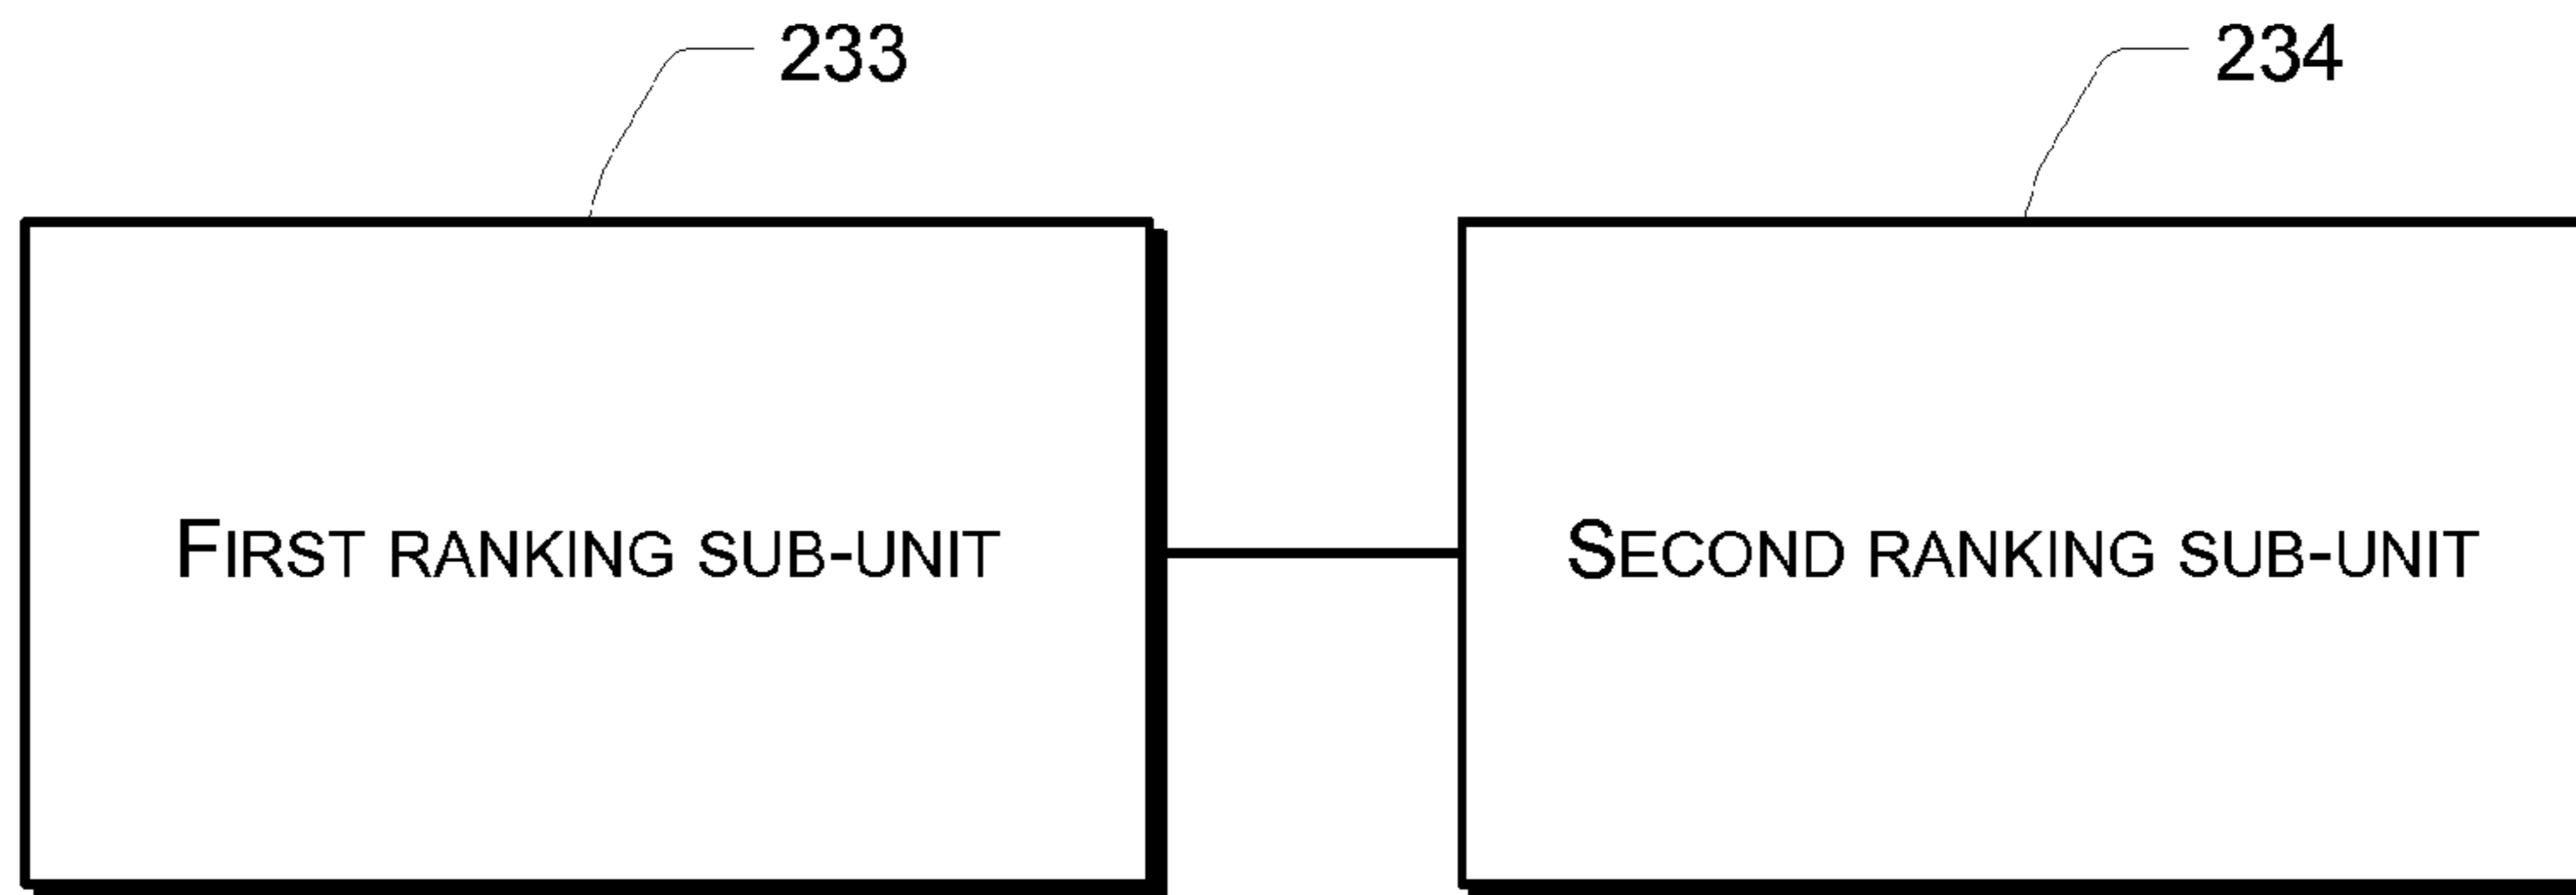 233
234
FIRST RANKING SUB-UNIT
SECOND RANKING SUB-UNIT